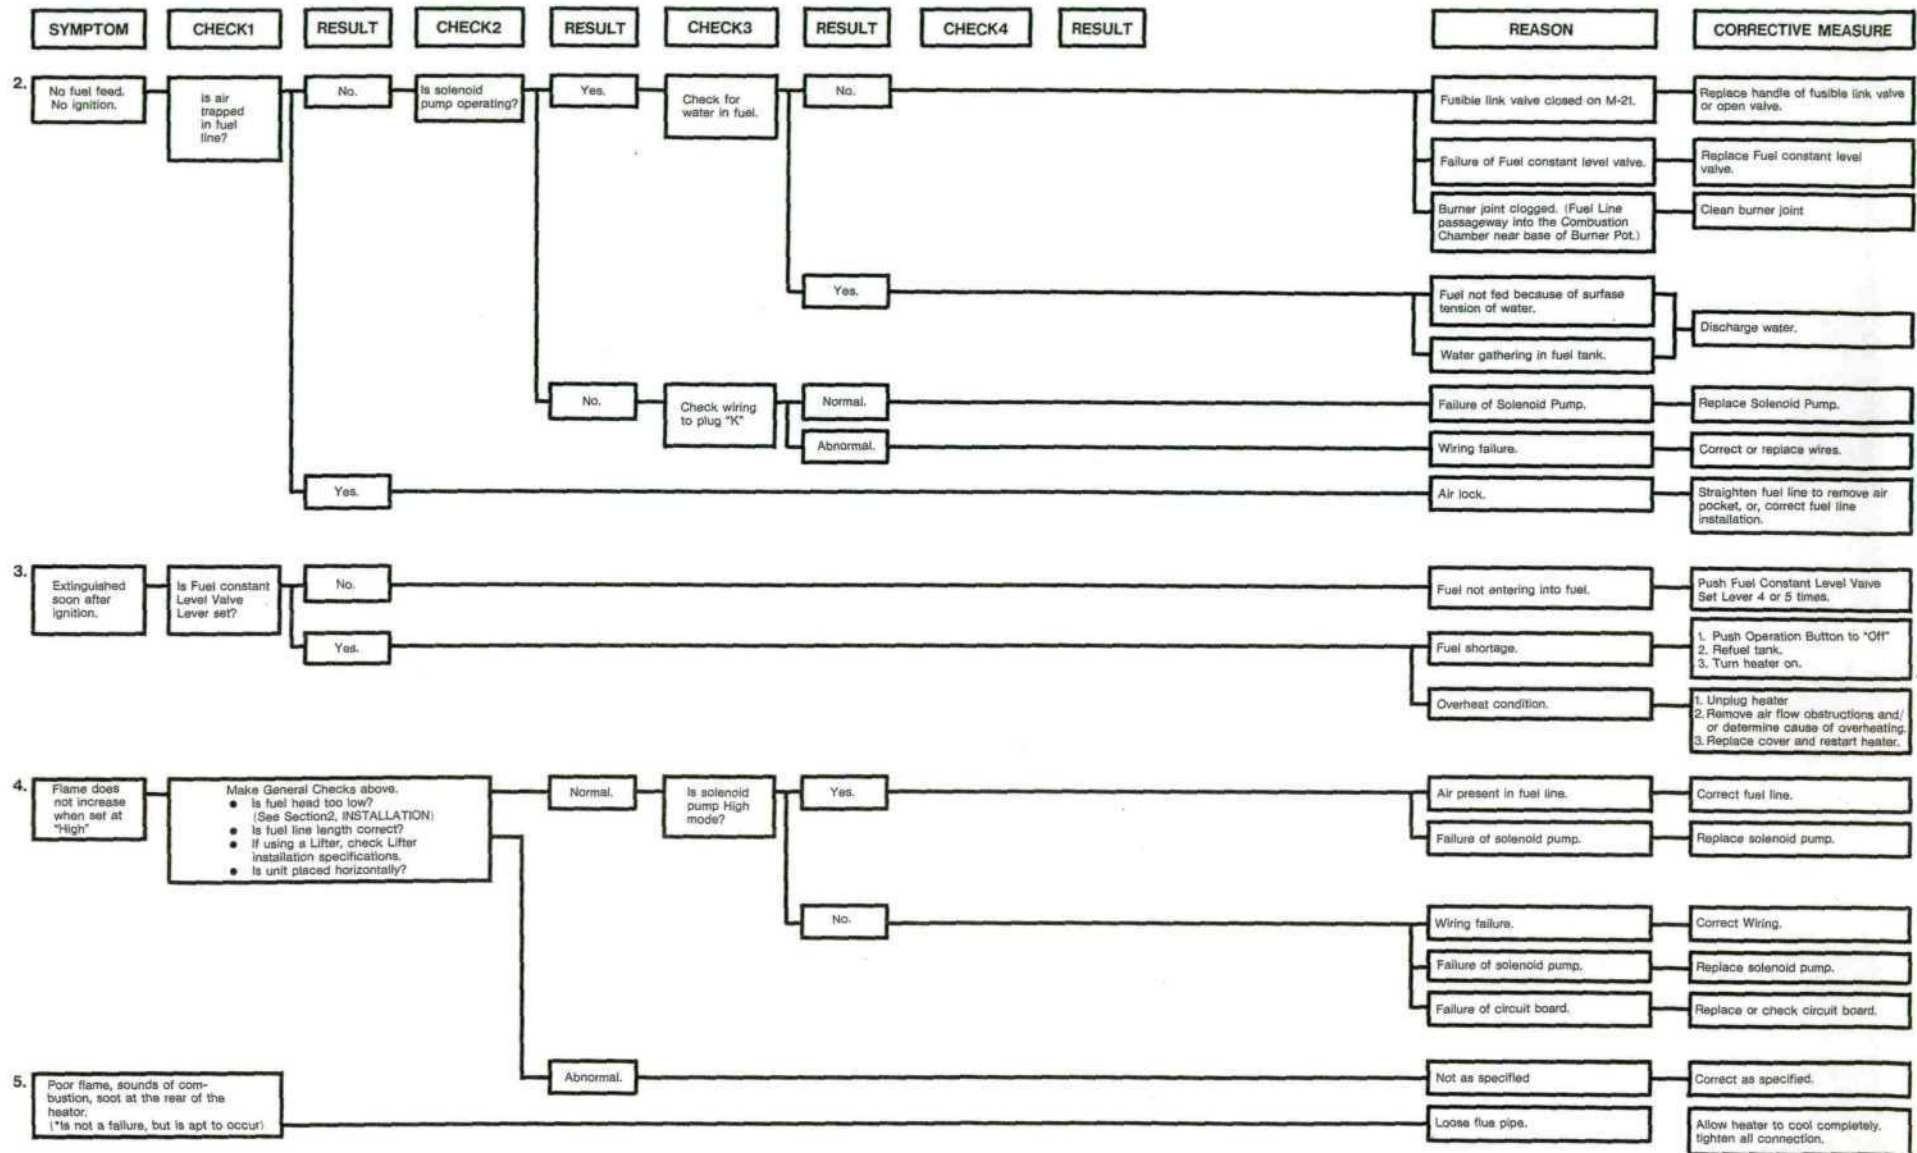 SYMPTOM
CHECK1
RESULT
CHECK2
RESULT
CHECK3
RESULT
CHECK4
RESULT
REASON
CORRECTIVE MEASURE
2.
No fuel feed.
No ignition.
Is air
trapped
in fuel
line?
No.
Is solenoid
pump operating?
Yes.
Check for
water in fuel.
No.
Fusible link valve closed on M-21.
Replace handle of fusible link valve
or open valve.
Failure of Fuel constant level valve.
Replace Fuel constant level
valve.
Burner joint clogged. (Fuel Line
passageway into the Combustion
Chamber near base of Burner Pot.)
Clean burner joint
Yes.
Fuel not fed because of surfase
tension of water.
Discharge water.
Water gathering in fuel tank.
No.
Check wiring
to plug "K"
Normal.
Failure of Solenoid Pump.
Replace Solenoid Pump.
Abnormal.
Wiring failure.
Correct or replace wires.
Yes.
Air lock.
Straighten fuel line to remove air
pocket, or, correct fuel line
installation.
3.
Extinguished
soon after
ignition.
Is Fuel constant
Level Valve
Lever set?
No.
Fuel not entering into fuel.
Push Fuel Constant Level Valve
Set Lever 4 or 5 times.
Yes.
Fuel shortage.
1. Push Operation Button to "Off"
2. Refuel tank.
3. Turn heater on.
Overheat condition.
1. Unplug heater
2. Remove air flow obstructions and/
or determine cause of overheating.
3. Replace cover and restart heater.
4.
Flame does
not increase
when set at
"High"
Make General Checks above.
● Is fuel head too low?
(See Section2, INSTALLATION)
● Is fuel line length correct?
● If using a Lifter, check Lifter
installation specifications.
● Is unit placed horizontally?
Normal.
Is solenoid
pump High
mode?
Yes.
Air present in fuel line.
Correct fuel line.
Failure of solenoid pump.
Replace solenoid pump.
No.
Wiring failure.
Correct Wiring.
Failure of solenoid pump.
Replace solenoid pump.
Failure of circuit board.
Replace or check circuit board.
Abnormal.
Not as specified
Correct as specified.
5.
Poor flame, sounds of com-
bustion, soot at the rear of the
heator.
(*Is not a failure, but is apt to occur)
Loose flue pipe.
Allow heater to cool completely.
tighten all connection.